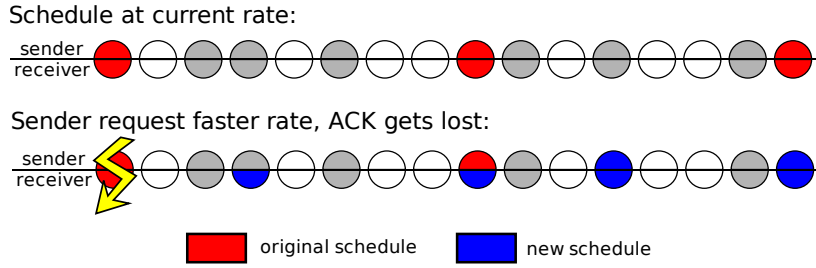 Schedule at current rate:
sender
receiver
Sender request faster rate, ACK gets lost:
sender
receiver
original schedule
new schedule